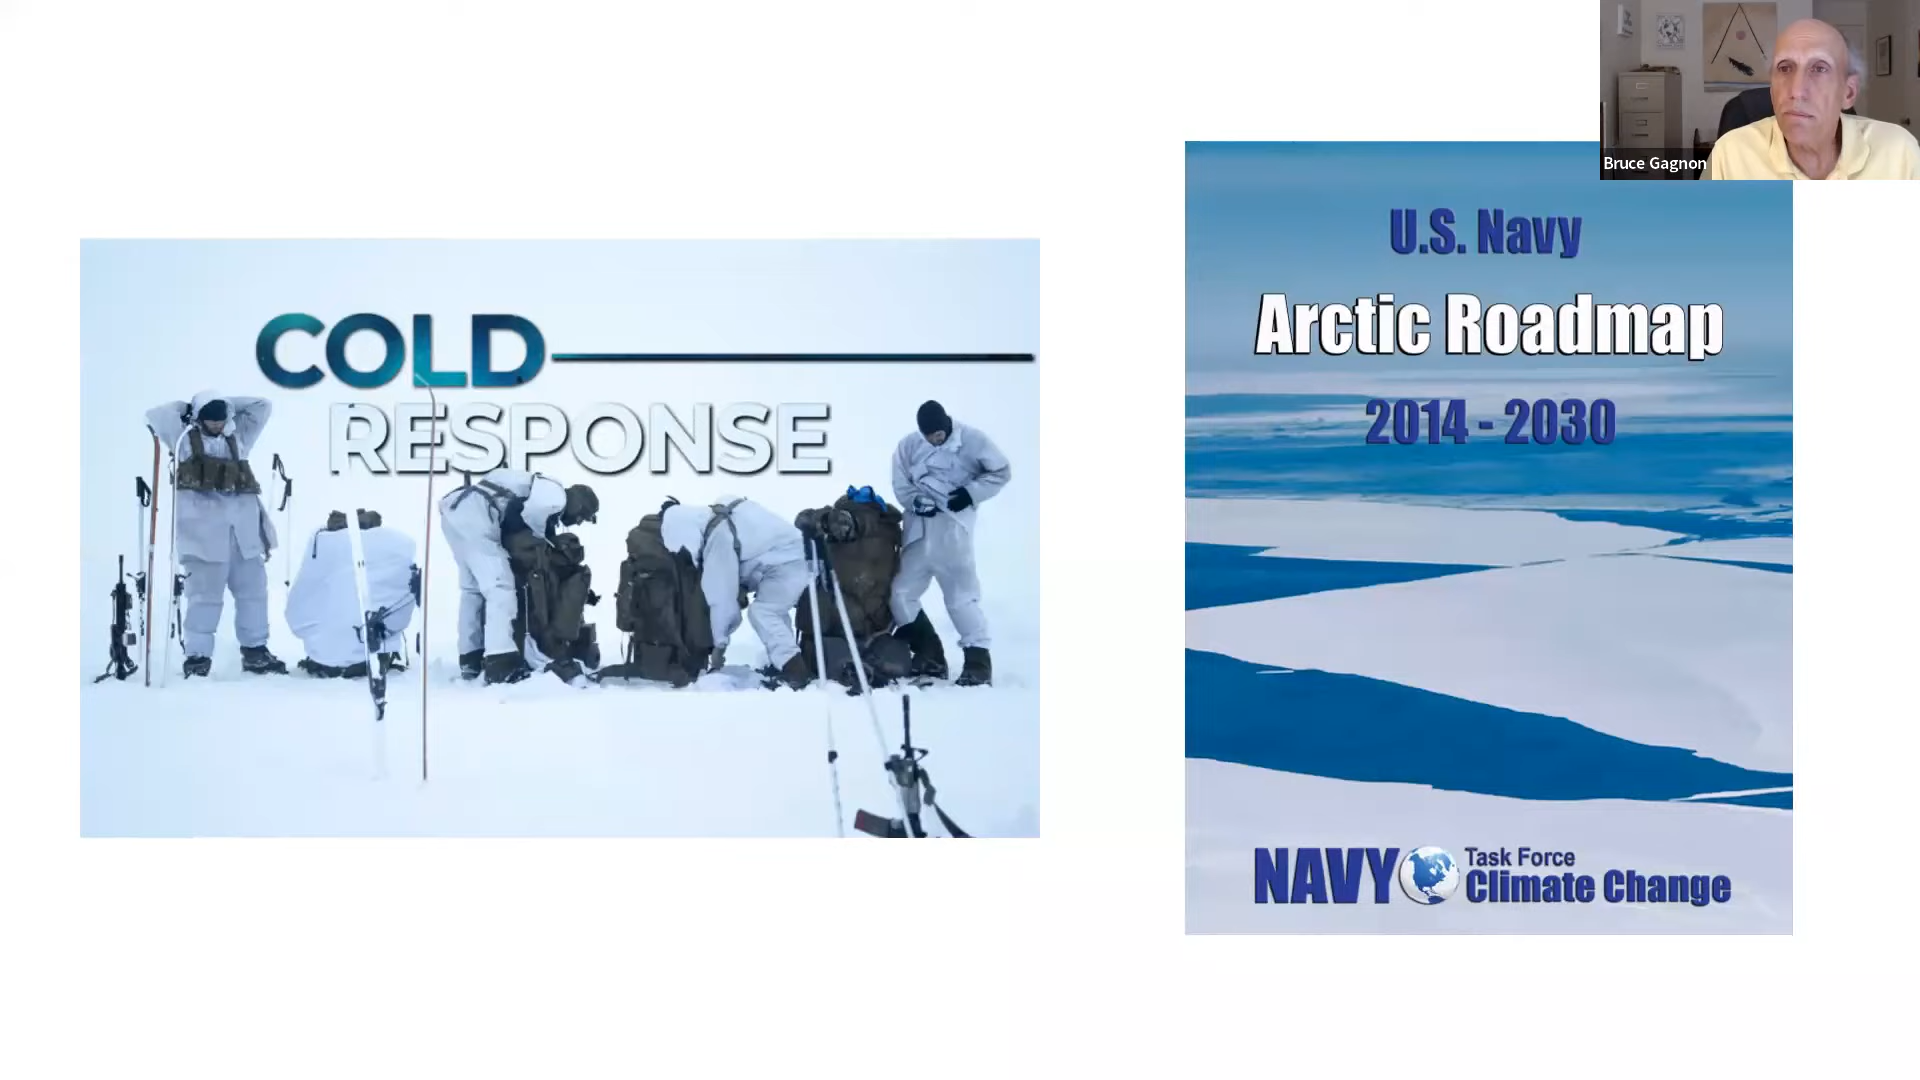 Bruce Gagnon
COLD
RESPONSE
U.S. Navy
Arctic Roadmap
2014 - 2030
NAVY Task Force
Climate Change